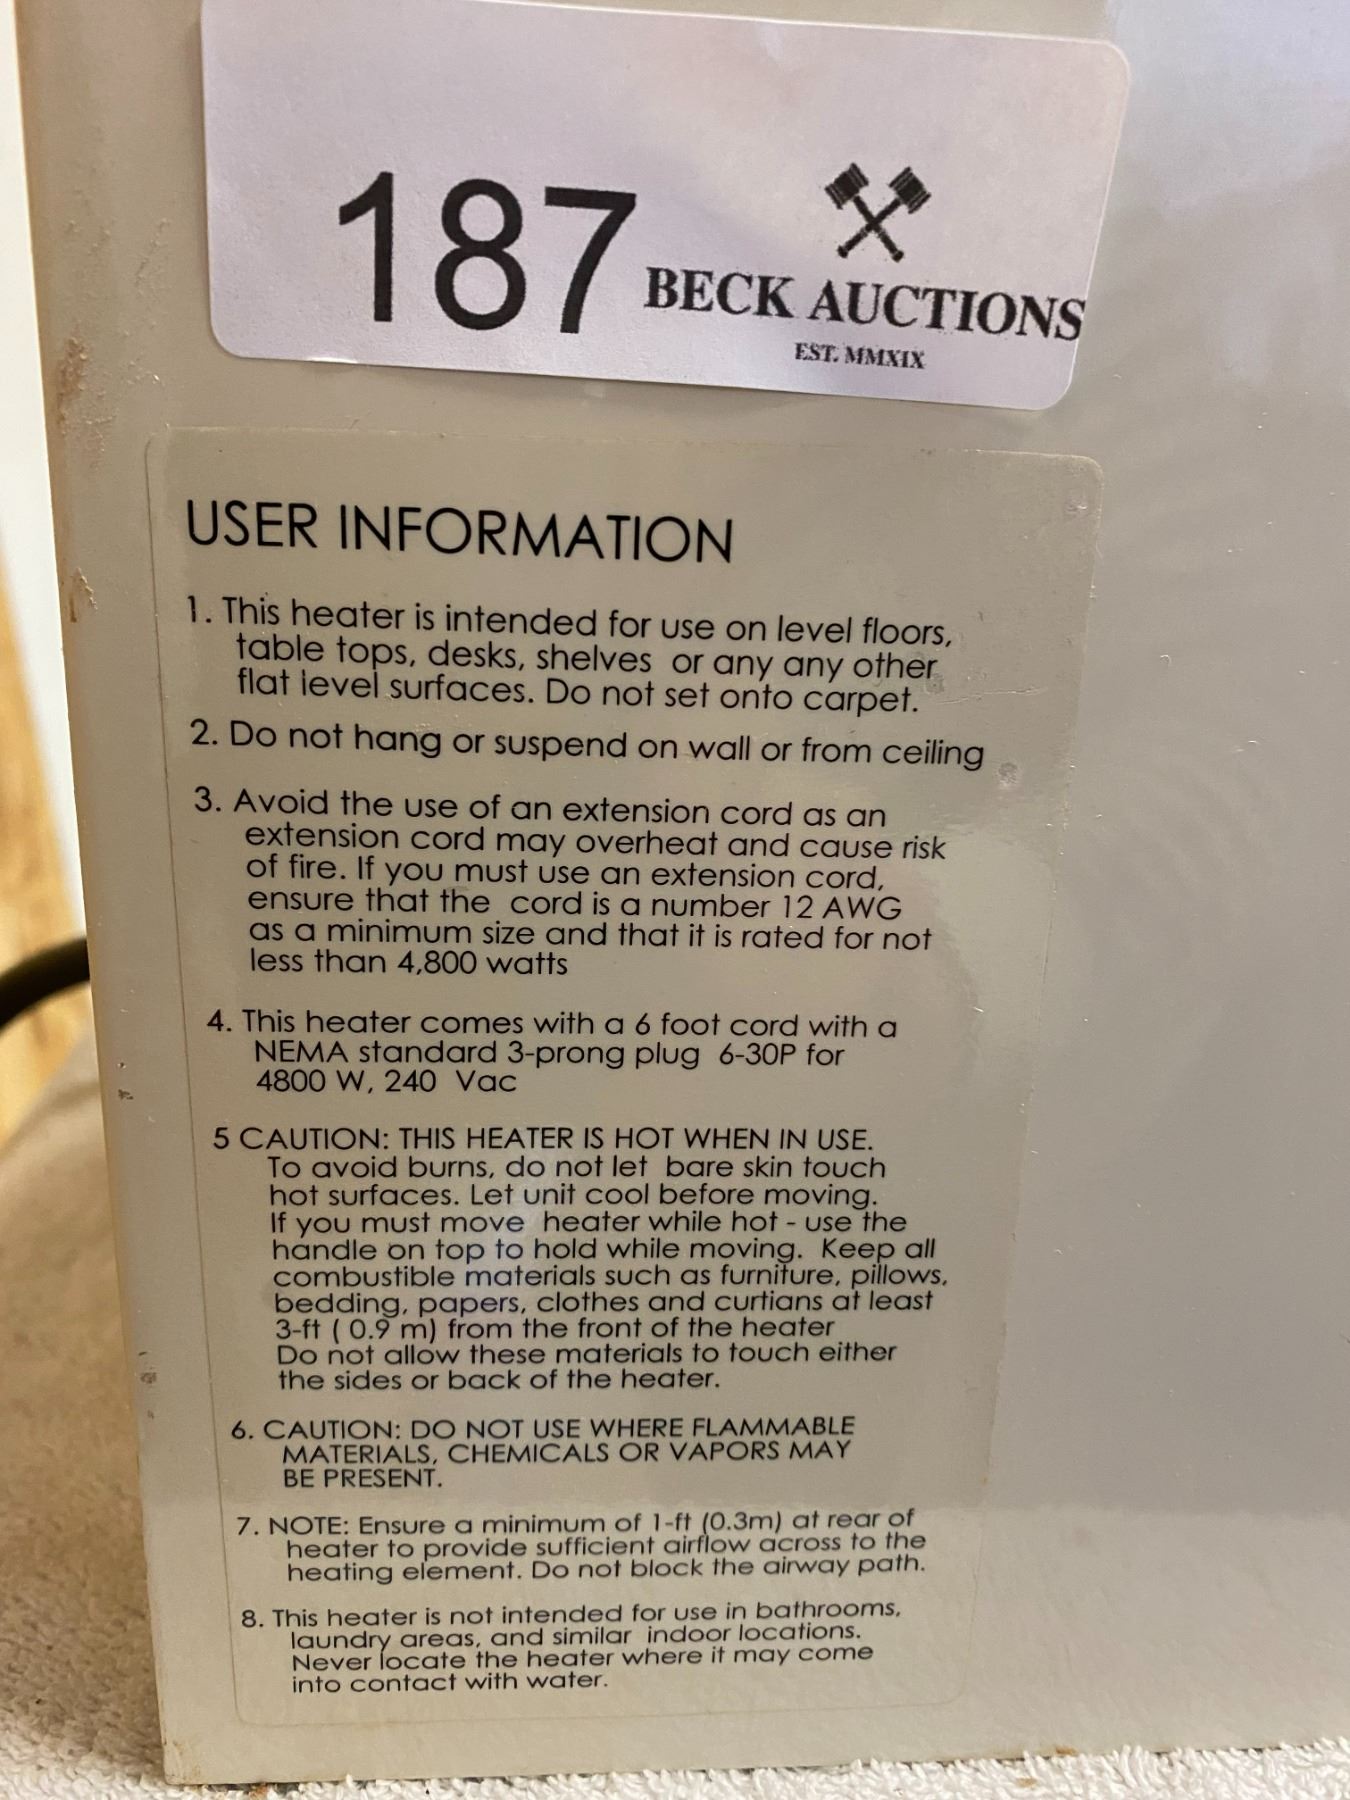 187
BECK AUCTIONS
EST. MMXIX
USER INFORMATION
1. This heater is intended for use on level floors,
table tops, desks, shelves or any any other
flat level surfaces. Do not set onto carpet.
2. Do not hang or suspend on wall or from ceiling
3. Avoid the use of an extension cord as an
extension cord may overheat and cause risk
of fire. If you must use an extension cord,
ensure that the cord is a number 12 AWG
as a minimum size and that it is rated for not
less than 4,800 watts
4. This heater comes with a 6 foot cord with a
NEMA standard 3-prong plug 6-30P for
4800 W, 240 Vac
5 CAUTION: THIS HEATER IS HOT WHEN IN USE.
To avoid burns, do not let bare skin touch
hot surfaces. Let unit cool before moving.
If you must move heater while hot - use the
handle on top to hold while moving. Keep all
combustible materials such as furniture, pillows,
bedding, papers, clothes and curtians at least
3-ft ( 0.9 m) from the front of the heater
Do not allow these materials to touch either
the sides or back of the heater.
6. CAUTION: DO NOT USE WHERE FLAMMABLE
MATERIALS, CHEMICALS OR VAPORS MAY
BE PRESENT.
7. NOTE: Ensure a minimum of 1-ft (0.3m) at rear of
heater to provide sufficient airflow across to the
heating element. Do not block the airway path.
8. This heater is not intended for use in bathrooms,
laundry areas, and similar indoor locations.
Never locate the heater where it may come
into contact with water.